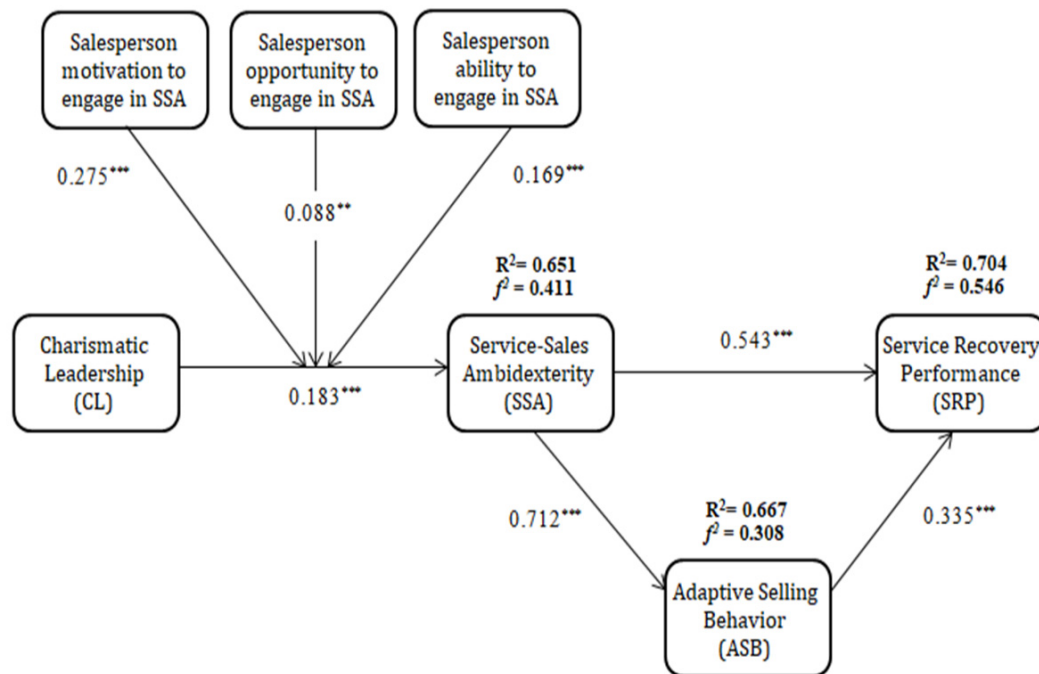 Salesperson
motivation to
engage in SSA
Salesperson
opportunity to
engage in SSA
Salesperson
ability to
engage in SSA
0.275***
0.088**
0.169***
Charismatic
Leadership
(CL)
0.183***
R²= 0.651
f² = 0.411
Service-Sales
Ambidexterity
(SSA)
0.543***
R²= 0.704
f² = 0.546
Service Recovery
Performance
(SRP)
0.712***
R²= 0.667
f² = 0.308
0.335***
Adaptive Selling
Behavior
(ASB)